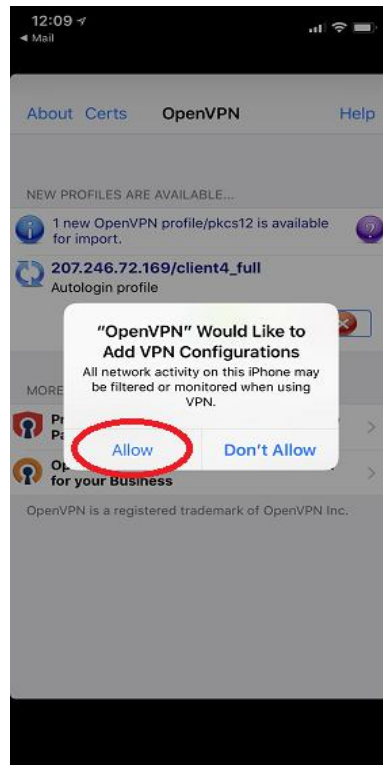 12:09
Mail
About Certs OpenVPN Help
NEW PROFILES ARE AVAILABLE...
1 new OpenVPN profile/pkcs12 is available
for import.
207.246.72.169/client4_full
Autologin profile
"OpenVPN" Would Like to
Add VPN Configurations
All network activity on this iPhone may
be filtered or monitored when using
VPN.
Allow Don't Allow
MORE
Pr
Pa
Op
for your Business
OpenVPN is a registered trademark of OpenVPN Inc.